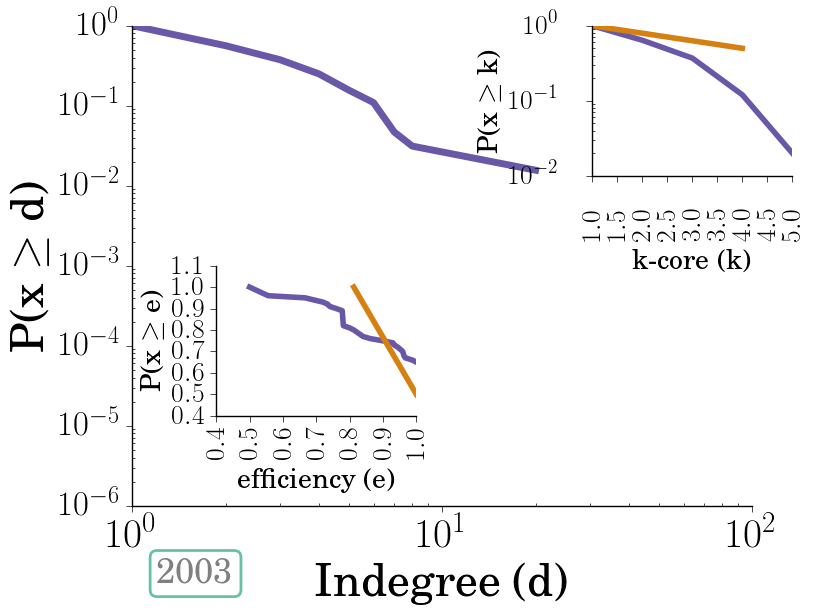 10^0
10^-1
10^-2
10^-3
10^-4
10^-5
10^-6
P(x ≥ d)
10^0 10^1 10^2
Indegree (d)
2003
10^0
10^-1
10^-2
P(x ≥ k)
1.0 1.5 2.0 2.5 3.0 3.5 4.0 4.5 5.0
k-core (k)
1.1
1.0
0.9
0.8
0.7
0.6
0.5
0.4
P(x ≥ e)
0.4 0.5 0.6 0.7 0.8 0.9 1.0
efficiency (e)